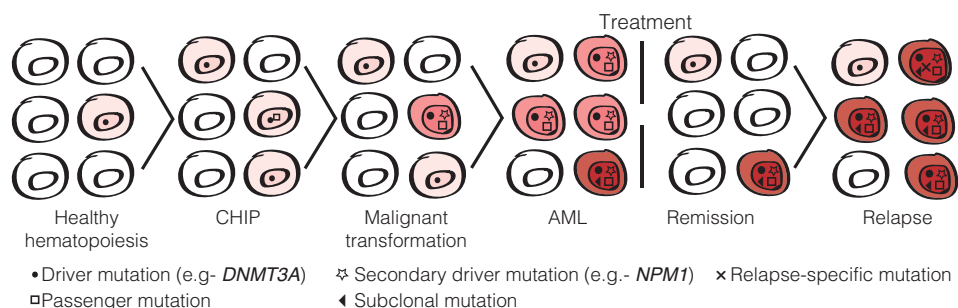 Treatment
Healthy
hematopoiesis
CHIP
Malignant
transformation
AML
Remission
Relapse
•Driver mutation (e.g- DNMT3A)
☆ Secondary driver mutation (e.g.- NPM1)
× Relapse-specific mutation
□Passenger mutation
◀ Subclonal mutation